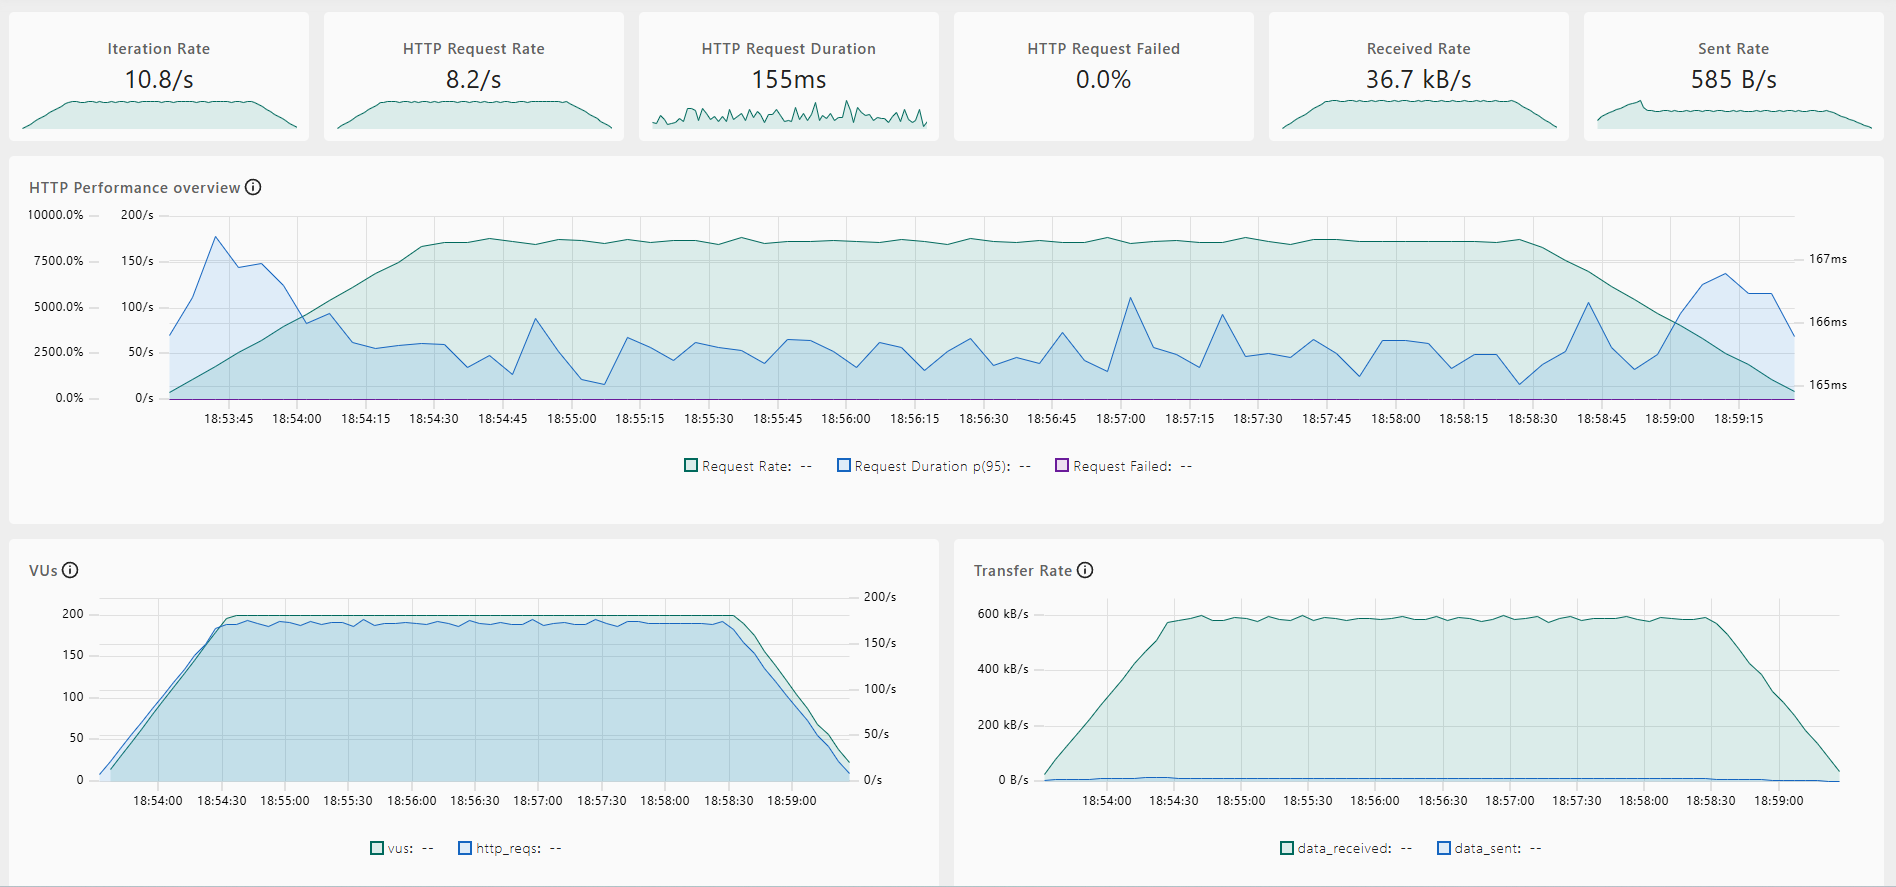 Iteration Rate
10.8/s
HTTP Request Rate
8.2/s
HTTP Request Duration
155ms
HTTP Request Failed
0.0%
Received Rate
36.7 kB/s
Sent Rate
585 B/s
HTTP Performance overview
10000.0% 200/s
7500.0% 150/s 167ms
5000.0% 100/s 166ms
2500.0% 50/s
0.0% 0/s 165ms
18:53:45 18:54:00 18:54:15 18:54:30 18:54:45 18:55:00 18:55:15 18:55:30 18:55:45 18:56:00 18:56:15 18:56:30 18:56:45 18:57:00 18:57:15 18:57:30 18:57:45 18:58:00 18:58:15 18:58:30 18:58:45 18:59:00 18:59:15
Request Rate: -- Request Duration p(95): -- Request Failed: --
VUs
200 200/s
150 150/s
100 100/s
50 50/s
0 0/s
18:54:00 18:54:30 18:55:00 18:55:30 18:56:00 18:56:30 18:57:00 18:57:30 18:58:00 18:58:30 18:59:00
vus: -- http_reqs: --
Transfer Rate
600 kB/s
400 kB/s
200 kB/s
0 B/s
18:54:00 18:54:30 18:55:00 18:55:30 18:56:00 18:56:30 18:57:00 18:57:30 18:58:00 18:58:30 18:59:00
data_received: -- data_sent: --